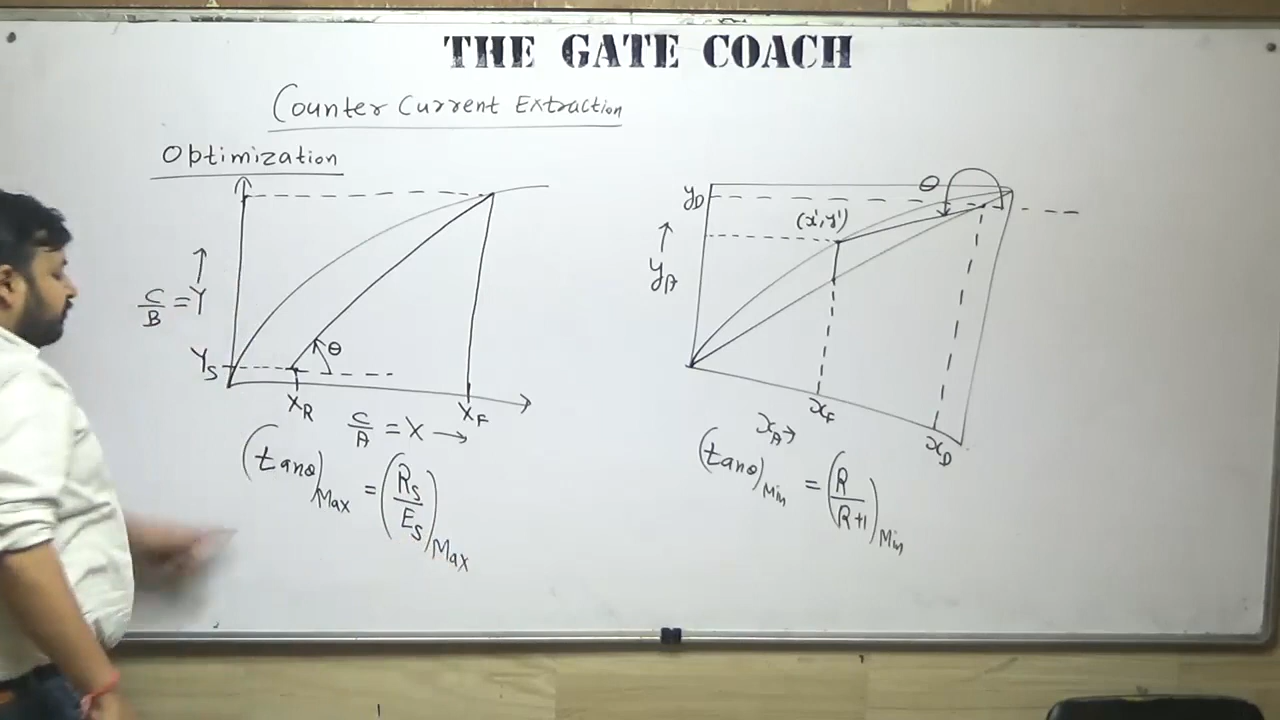 THE GATE COACH
Counter Current Extraction
Optimization
C/B = Y →
Y_S
θ
X_R
X_F
C/A = X →
(tanθ)_Max = (R_S/E_S)_Max
y_D
θ
(x', y')
y_A →
x_F
x_A →
x_D
(tanθ)_Min = (R/R+1)_Min